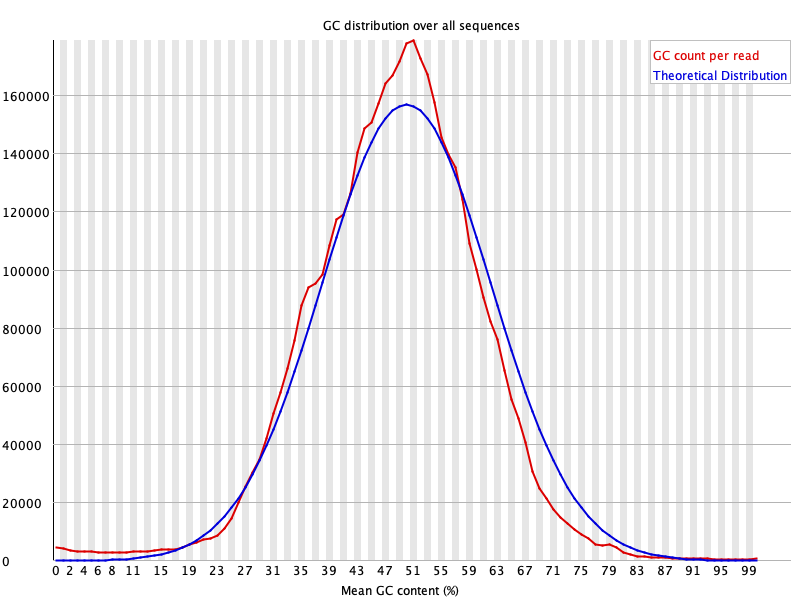 GC distribution over all sequences
GC count per read
Theoretical Distribution
160000
140000
120000
100000
80000
60000
40000
20000
0
0 2 4 6 8 11 15 19 23 27 31 35 39 43 47 51 55 59 63 67 71 75 79 83 87 91 95 99
Mean GC content (%)